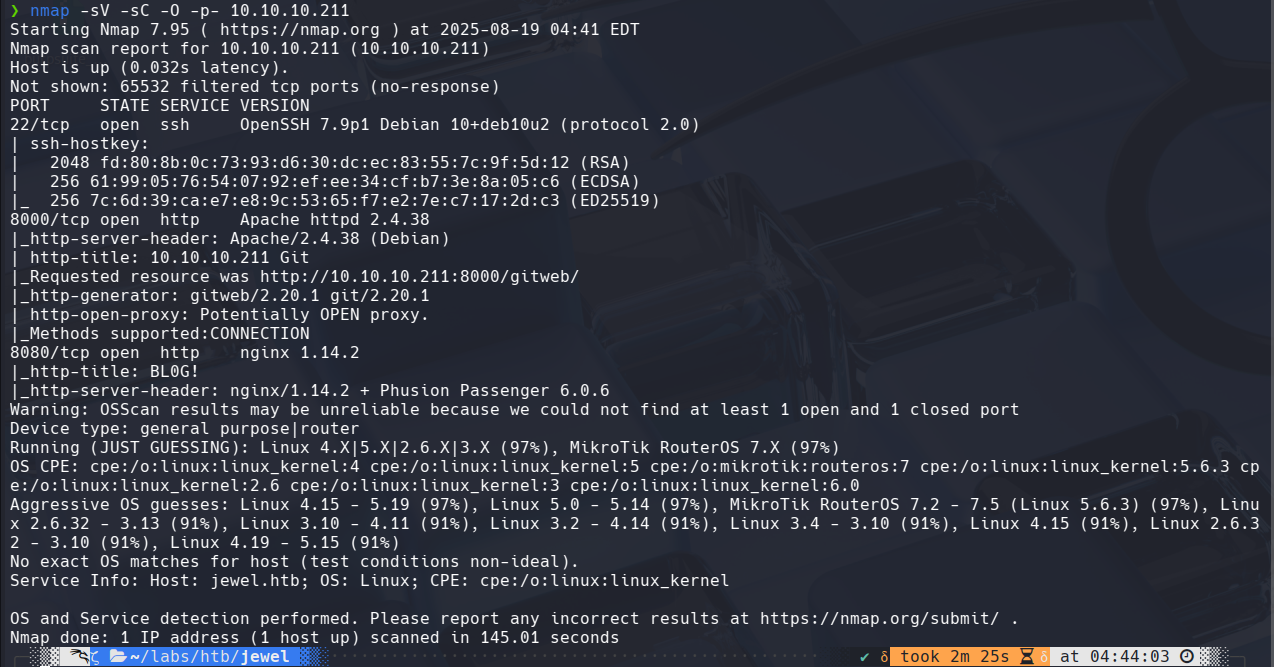 ❯ nmap -sV -sC -O -p- 10.10.10.211
Starting Nmap 7.95 ( https://nmap.org ) at 2025-08-19 04:41 EDT
Nmap scan report for 10.10.10.211 (10.10.10.211)
Host is up (0.032s latency).
Not shown: 65532 filtered tcp ports (no-response)
PORT     STATE SERVICE VERSION
22/tcp   open  ssh     OpenSSH 7.9p1 Debian 10+deb10u2 (protocol 2.0)
| ssh-hostkey:
|   2048 fd:80:8b:0c:73:93:d6:30:dc:ec:83:55:7c:9f:5d:12 (RSA)
|   256 61:99:05:76:54:07:92:ef:ee:34:cf:b7:3e:8a:05:c6 (ECDSA)
|_  256 7c:6d:39:ca:e7:e8:9c:53:65:f7:e2:7e:c7:17:2d:c3 (ED25519)
8000/tcp open  http    Apache httpd 2.4.38
|_http-server-header: Apache/2.4.38 (Debian)
| http-title: 10.10.10.211 Git
|_Requested resource was http://10.10.10.211:8000/gitweb/
|_http-generator: gitweb/2.20.1 git/2.20.1
| http-open-proxy: Potentially OPEN proxy.
|_Methods supported:CONNECTION
8080/tcp open  http    nginx 1.14.2
|_http-title: BL0G!
|_http-server-header: nginx/1.14.2 + Phusion Passenger 6.0.6
Warning: OSScan results may be unreliable because we could not find at least 1 open and 1 closed port
Device type: general purpose|router
Running (JUST GUESSING): Linux 4.X|5.X|2.6.X|3.X (97%), MikroTik RouterOS 7.X (97%)
OS CPE: cpe:/o:linux:linux_kernel:4 cpe:/o:linux:linux_kernel:5 cpe:/o:mikrotik:routeros:7 cpe:/o:linux:linux_kernel:5.6.3 cp
e:/o:linux:linux_kernel:2.6 cpe:/o:linux:linux_kernel:3 cpe:/o:linux:linux_kernel:6.0
Aggressive OS guesses: Linux 4.15 - 5.19 (97%), Linux 5.0 - 5.14 (97%), MikroTik RouterOS 7.2 - 7.5 (Linux 5.6.3) (97%), Linu
x 2.6.32 - 3.13 (91%), Linux 3.10 - 4.11 (91%), Linux 3.2 - 4.14 (91%), Linux 3.4 - 3.10 (91%), Linux 4.15 (91%), Linux 2.6.3
2 - 3.10 (91%), Linux 4.19 - 5.15 (91%)
No exact OS matches for host (test conditions non-ideal).
Service Info: Host: jewel.htb; OS: Linux; CPE: cpe:/o:linux:linux_kernel
OS and Service detection performed. Please report any incorrect results at https://nmap.org/submit/ .
Nmap done: 1 IP address (1 host up) scanned in 145.01 seconds
~/labs/htb/jewel ✔ took 2m 25s at 04:44:03